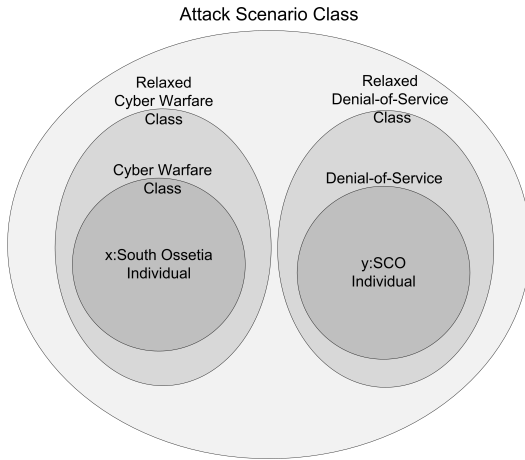 Attack Scenario Class
Relaxed
Cyber Warfare
Class
Cyber Warfare
Class
x:South Ossetia
Individual
Relaxed
Denial-of-Service
Class
Denial-of-Service
y:SCO
Individual